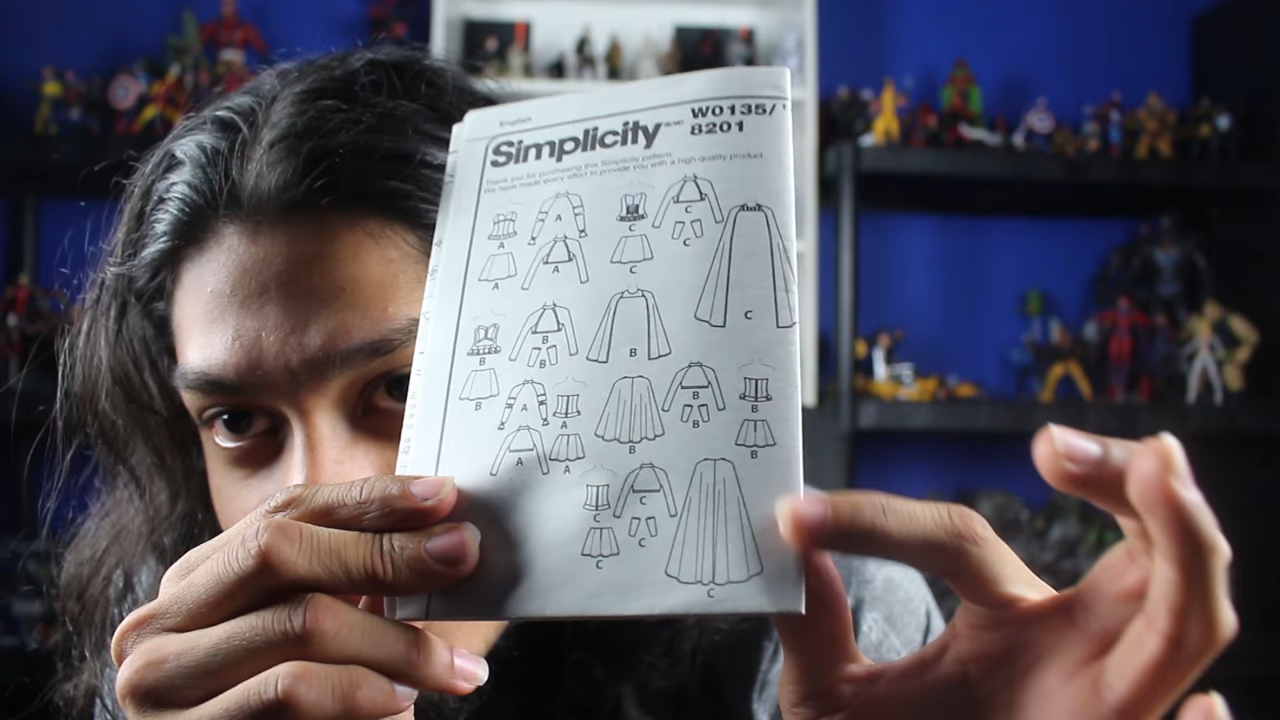 English
W0135/
Simplicity
8201
Thank you for purchasing this Simplicity pattern.
We have made every effort to provide you with a high quality product.
A
A
A
A
C
C
C
C
C
B
B
B
B
B
A
A
A
A
B
B
B
B
B
C
C
C
C
C